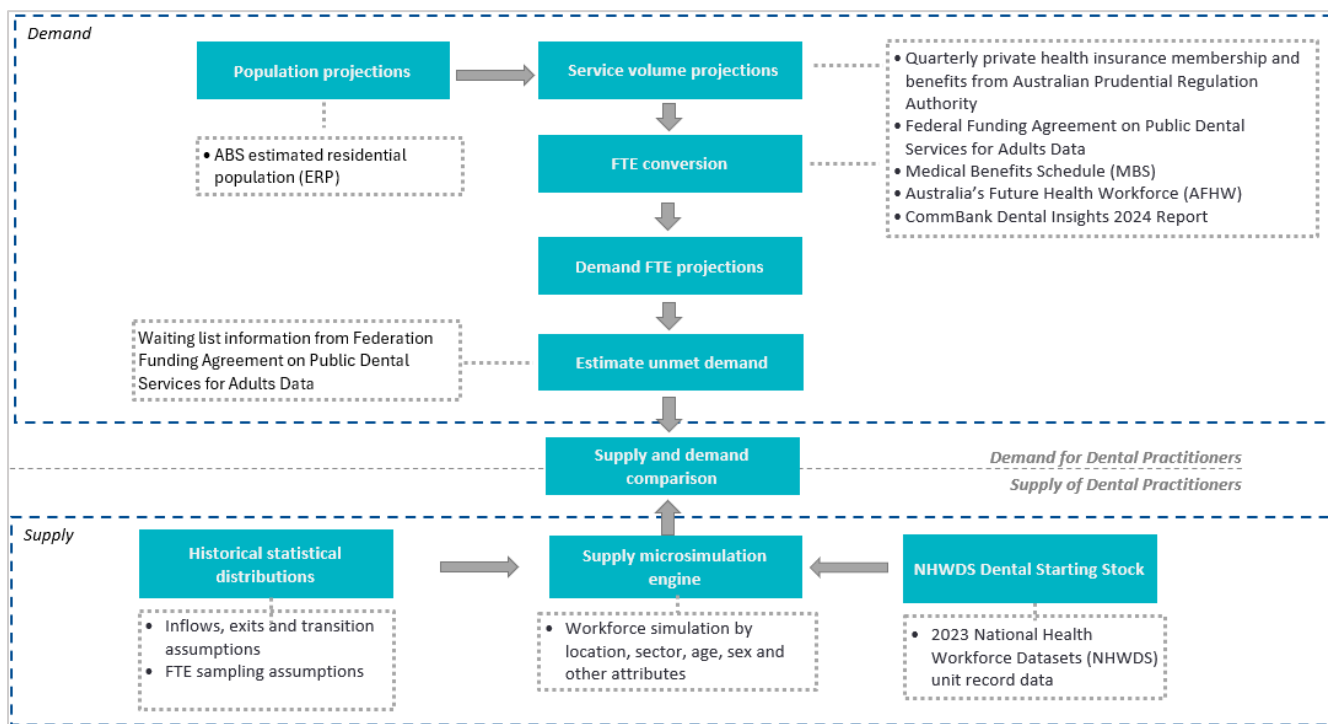 Demand
Population projections
Service volume projections
• Quarterly private health insurance membership and
benefits from Australian Prudential Regulation
Authority
• Federal Funding Agreement on Public Dental
Services for Adults Data
• Medical Benefits Schedule (MBS)
• Australia's Future Health Workforce (AFHW)
• CommBank Dental Insights 2024 Report
• ABS estimated residential
population (ERP)
FTE conversion
Demand FTE projections
Waiting list information from Federation
Funding Agreement on Public Dental
Services for Adults Data
Estimate unmet demand
Supply and demand
comparison
Demand for Dental Practitioners
Supply of Dental Practitioners
Supply
Historical statistical
distributions
Supply microsimulation
engine
NHWDS Dental Starting Stock
• Inflows, exits and transition
assumptions
• FTE sampling assumptions
• Workforce simulation by
location, sector, age, sex and
other attributes
• 2023 National Health
Workforce Datasets (NHWDS)
unit record data